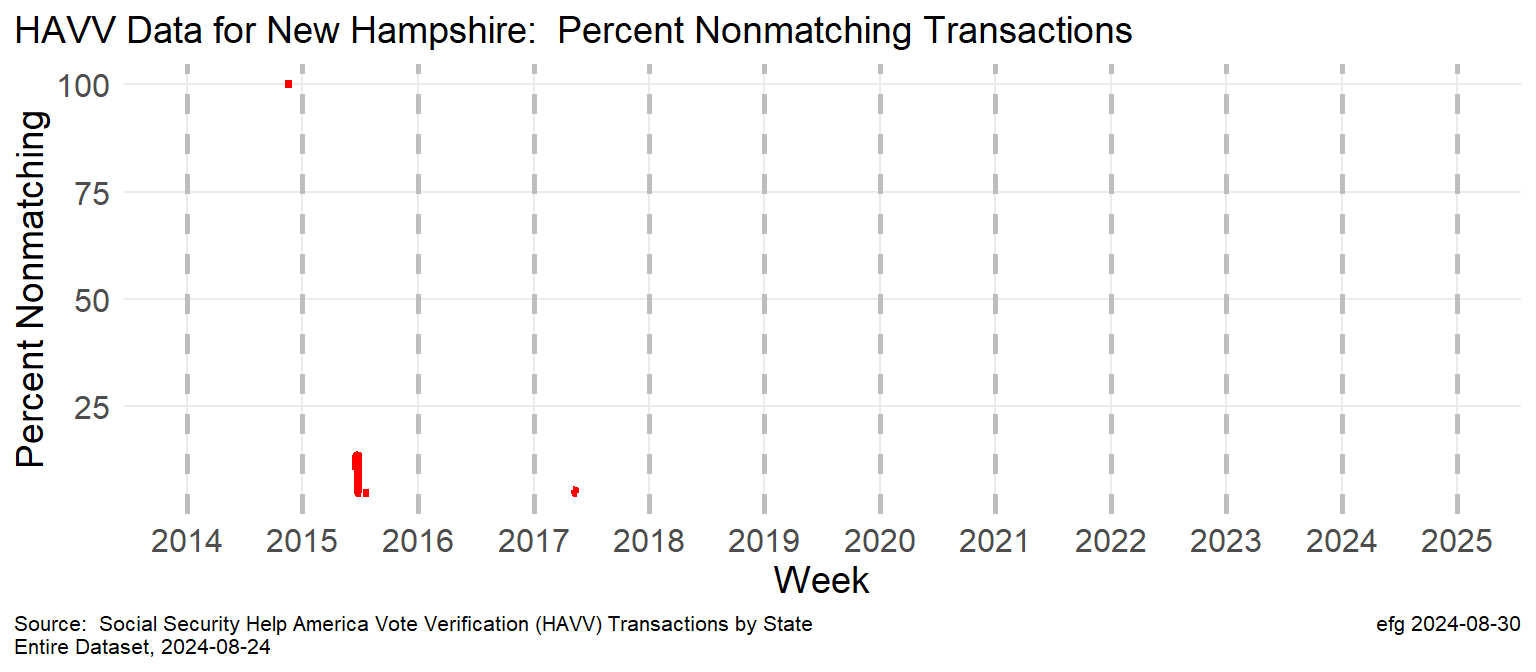 HAVV Data for New Hampshire:  Percent Nonmatching Transactions
Percent Nonmatching
100
75
50
25
2014 2015 2016 2017 2018 2019 2020 2021 2022 2023 2024 2025
Week
Source:  Social Security Help America Vote Verification (HAVV) Transactions by State
Entire Dataset, 2024-08-24
efg 2024-08-30